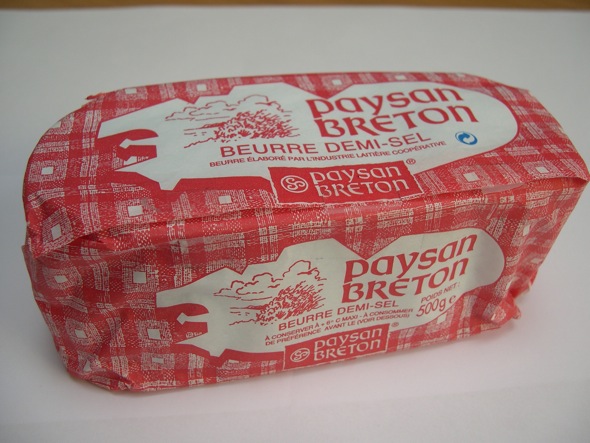 Paysan
BRETON
BEURRE DEMI-SEL
BEURRE ÉLABORÉ PAR L'INDUSTRIE LAITIÈRE COOPÉRATIVE
Paysan
BRETON
®
Paysan
BRETON
BEURRE DEMI-SEL
POIDS NET :
500g e
À CONSERVER À + 6° C MAXI - À CONSOMMER
DE PRÉFÉRENCE AVANT LE (VOIR DESSOUS)
Paysan
BRETON
®